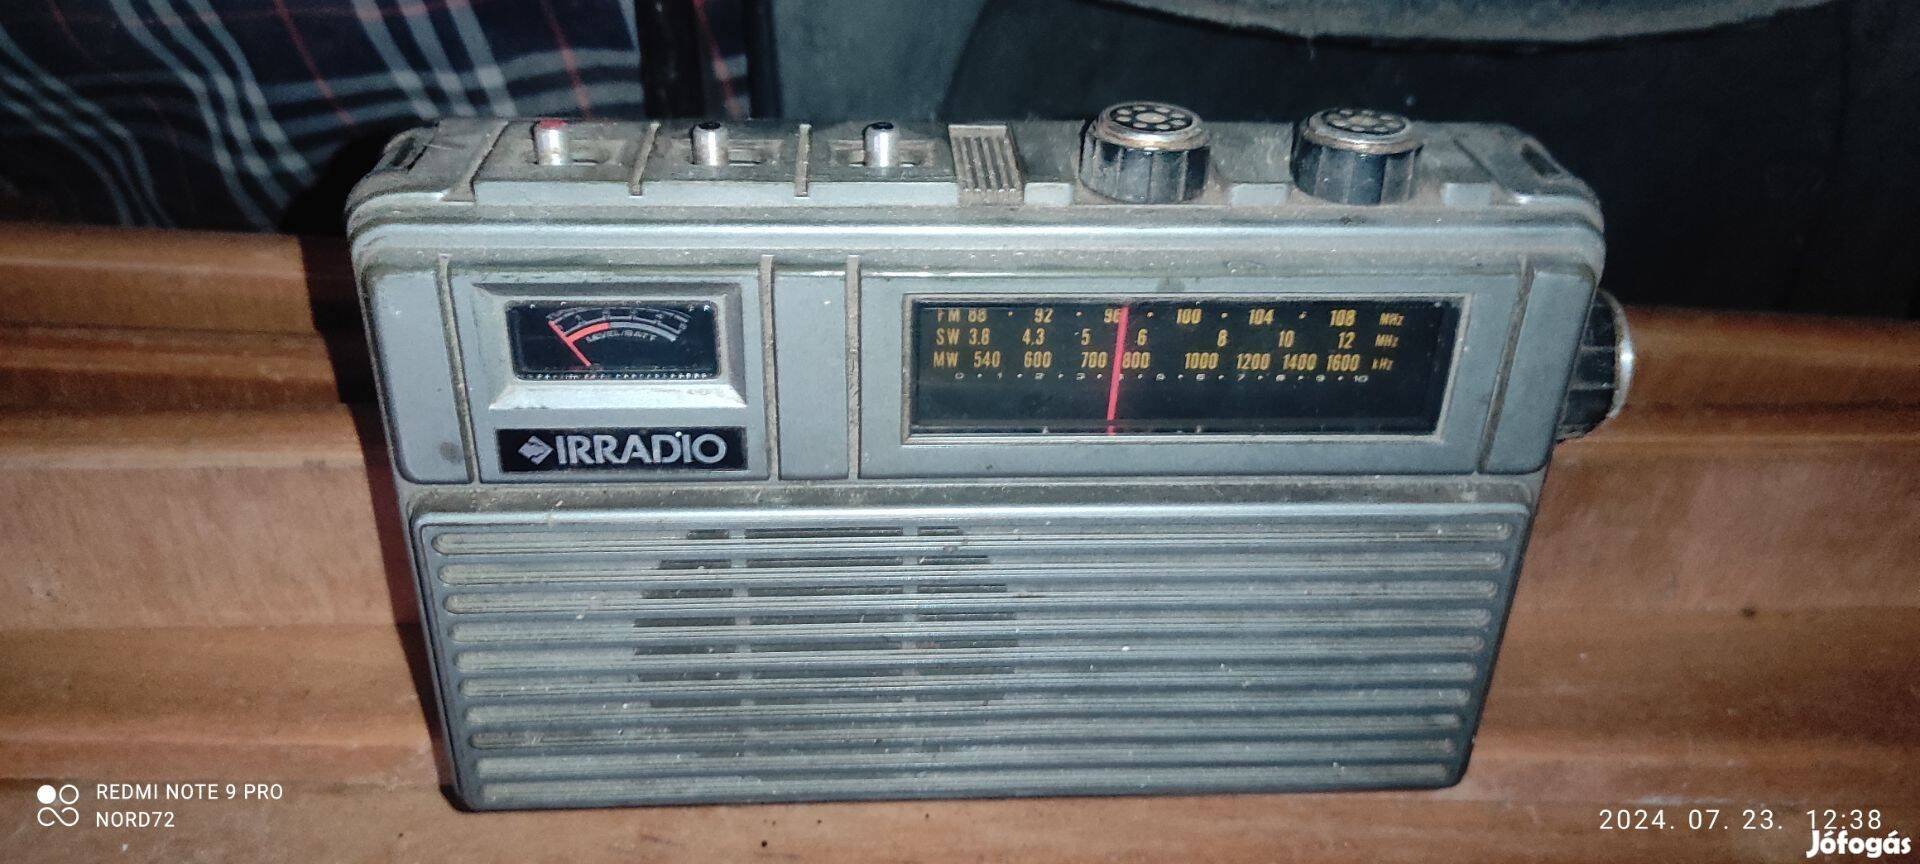 LEVEL/BATT
IRRADIO
FM 88 · 92 · 96 · 100 · 104 · 108 MHz
SW 3.8 4.3 5 6 8 10 12 MHz
MW 540 600 700 800 1000 1200 1400 1600 kHz
0 · 1 · 2 · 3 · 4 · 5 · 6 · 7 · 8 · 9 · 10
REDMI NOTE 9 PRO
NORD72
2024. 07. 23. 12:38
Jófogás